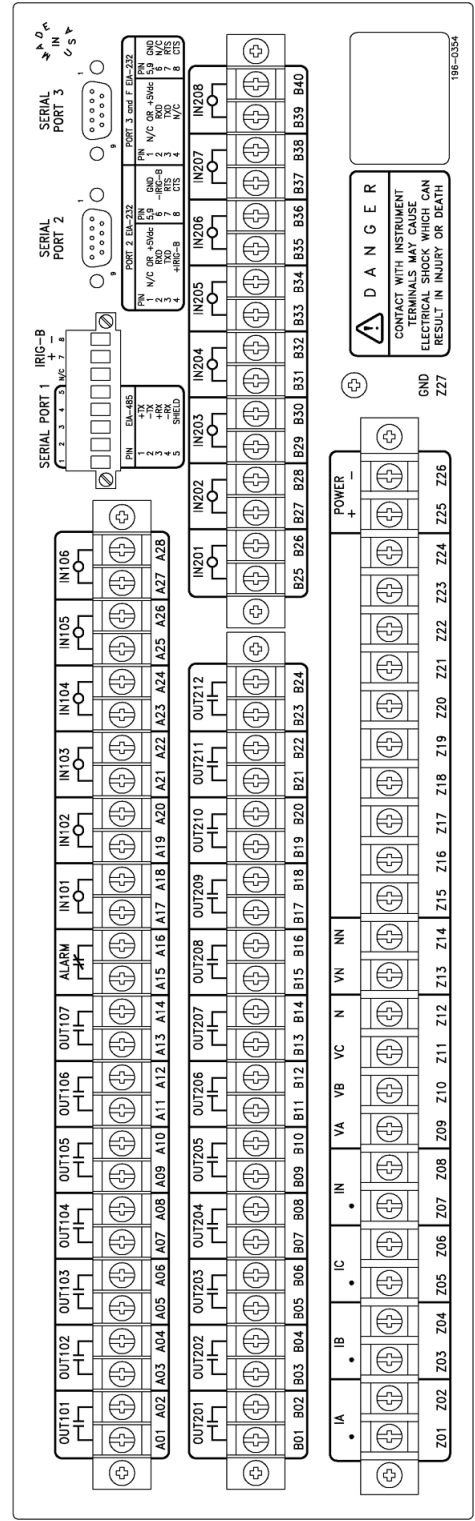 OUT101 OUT102 OUT103 OUT104 OUT105 OUT106 OUT107 ALARM IN101 IN102 IN103 IN104 IN105 IN106
A01 A02 A03 A04 A05 A06 A07 A08 A09 A10 A11 A12 A13 A14 A15 A16 A17 A18 A19 A20 A21 A22 A23 A24 A25 A26 A27 A28
SERIAL PORT 1 IRIG-B
+ -
1 2 3 4 5 N/C 7 8
EIA-485
PIN
1 +TX
2 -TX
3 +RX
4 -RX
5 SHIELD
SERIAL
PORT 2
1
9
SERIAL
PORT 3
1
9
MADE
IN
USA
PORT 2 EIA-232
PIN PIN
1 N/C OR +5Vdc 5,9 GND
2 RXD 6 -IRIG-B
3 TXD 7 RTS
4 +IRIG-B 8 CTS
PORT 3 and F EIA-232
PIN PIN
1 N/C OR +5Vdc 5,9 GND
2 RXD 6 N/C
3 TXD 7 RTS
4 N/C 8 CTS
OUT201 OUT202 OUT203 OUT204 OUT205 OUT206 OUT207 OUT208 OUT209 OUT210 OUT211 OUT212
B01 B02 B03 B04 B05 B06 B07 B08 B09 B10 B11 B12 B13 B14 B15 B16 B17 B18 B19 B20 B21 B22 B23 B24
IN201 IN202 IN203 IN204 IN205 IN206 IN207 IN208
B25 B26 B27 B28 B29 B30 B31 B32 B33 B34 B35 B36 B37 B38 B39 B40
IA IB IC IN VA VB VC N VN NN POWER
+ -
Z01 Z02 Z03 Z04 Z05 Z06 Z07 Z08 Z09 Z10 Z11 Z12 Z13 Z14 Z15 Z16 Z17 Z18 Z19 Z20 Z21 Z22 Z23 Z24 Z25 Z26
GND
Z27
DANGER
CONTACT WITH INSTRUMENT
TERMINALS MAY CAUSE
ELECTRICAL SHOCK WHICH CAN
RESULT IN INJURY OR DEATH
196-0354